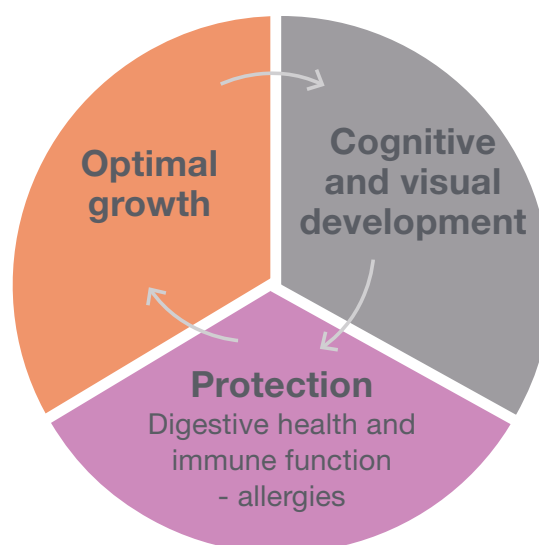 Optimal
growth
Cognitive
and visual
development
Protection
Digestive health and
immune function
- allergies